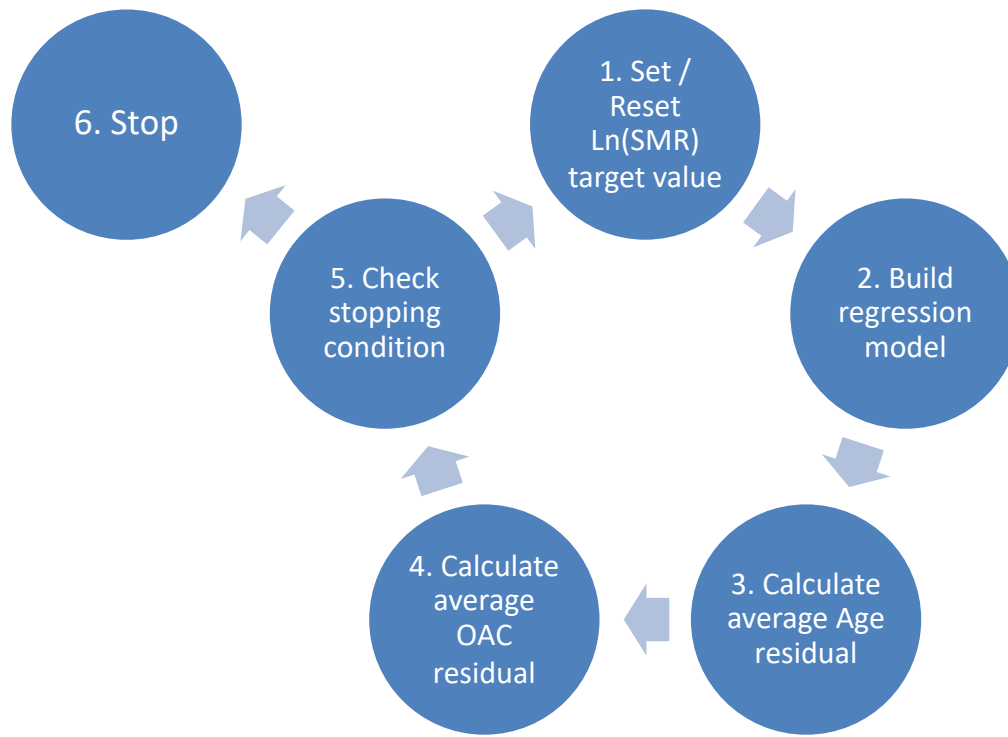 1. Set /
Reset
Ln(SMR)
target value
2. Build
regression
model
3. Calculate
average Age
residual
4. Calculate
average
OAC
residual
5. Check
stopping
condition
6. Stop